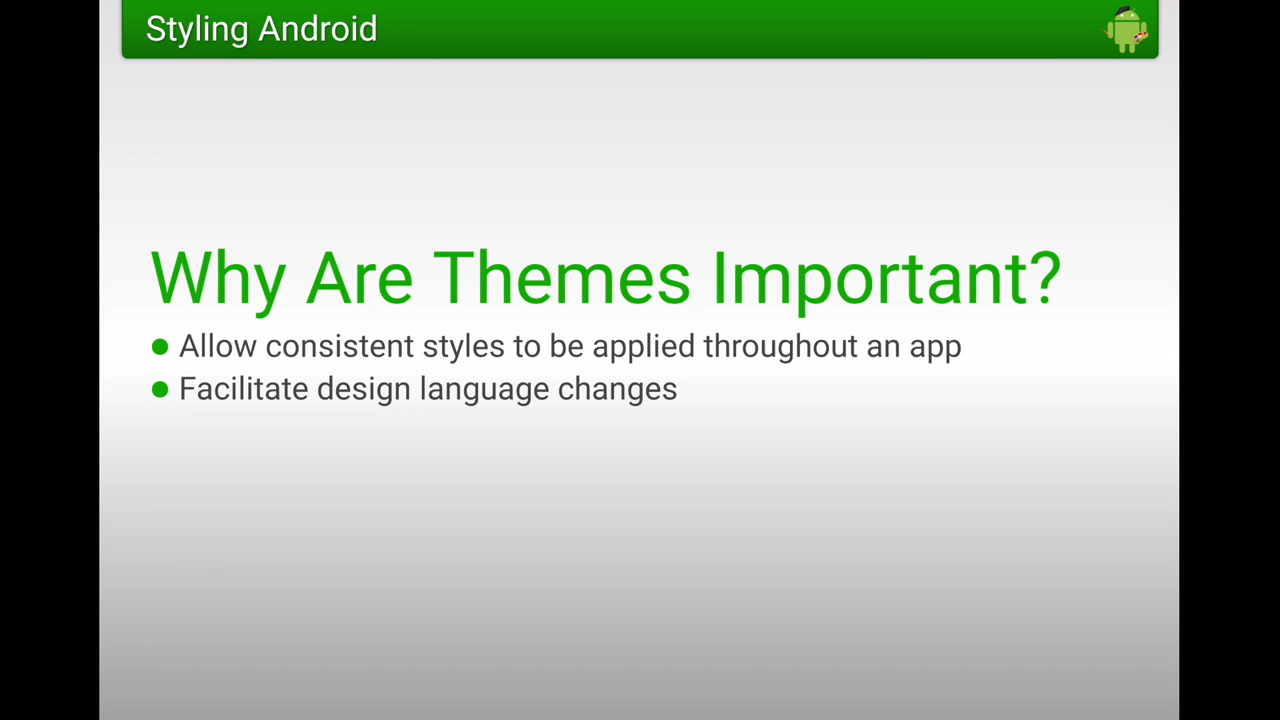 Styling Android
Why Are Themes Important?
Allow consistent styles to be applied throughout an app
Facilitate design language changes